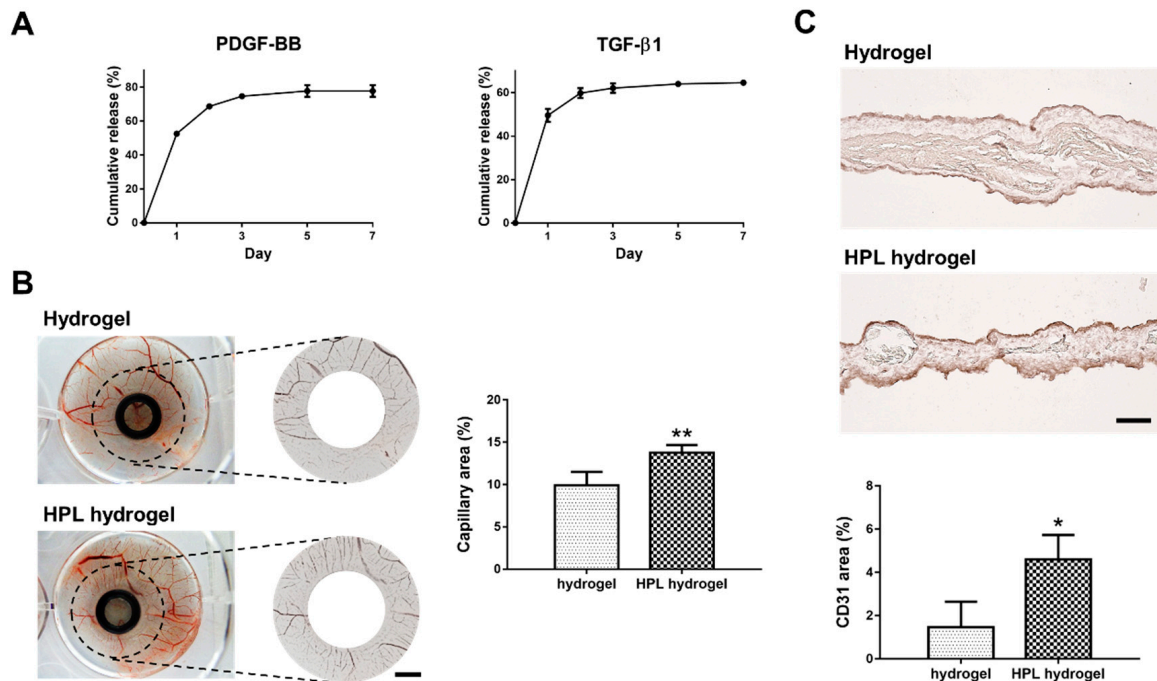 A
PDGF-BB
Cumulative release (%)
80
60
40
20
0
1
3
5
7
Day
TGF-β1
Cumulative release (%)
60
40
20
0
1
3
5
7
Day
B
Hydrogel
HPL hydrogel
Capillary area (%)
20
15
10
5
0
**
hydrogel
HPL hydrogel
C
Hydrogel
HPL hydrogel
CD31 area (%)
8
6
4
2
0
*
hydrogel
HPL hydrogel